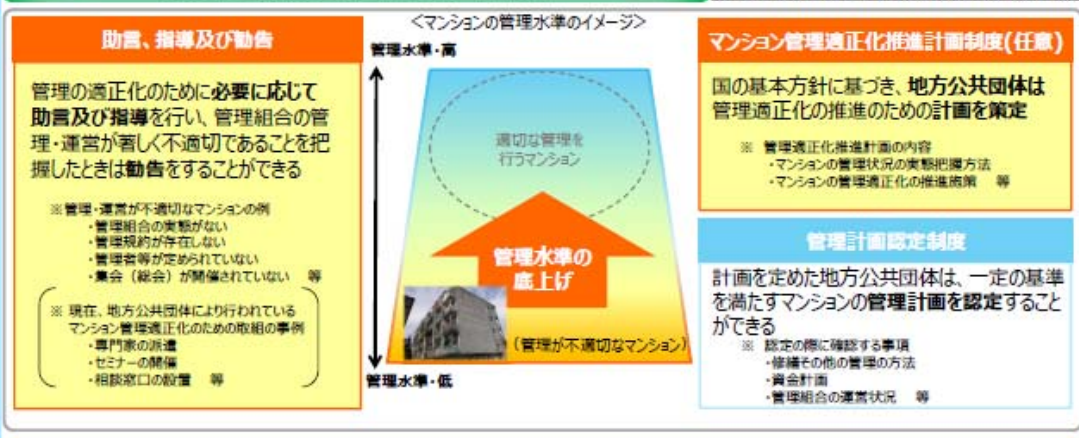 助言、指導及び勧告
管理の適正化のために必要に応じて
助言及び指導を行い、管理組合の管
理・運営が著しく不適切であることを把
握したときは勧告をすることができる
※管理・運営が不適切なマンションの例
・管理組合の実態がない
・管理規約が存在しない
・管理者等が定められていない
・集会（総会）が開催されていない　等
※ 現在、地方公共団体により行われている
マンション管理適正化のための取組の事例
・専門家の派遣
・セミナーの開催
・相談窓口の設置　等
＜マンションの管理水準のイメージ＞
管理水準・高
適切な管理を
行うマンション
管理水準の
底上げ
（管理が不適切なマンション）
管理水準・低
マンション管理適正化推進計画制度(任意)
国の基本方針に基づき、地方公共団体は
管理適正化の推進のための計画を策定
※ 管理適正化推進計画の内容
・マンションの管理状況の実態把握方法
・マンションの管理適正化の推進施策　等
管理計画認定制度
計画を定めた地方公共団体は、一定の基準
を満たすマンションの管理計画を認定すること
ができる
※ 認定の際に確認する事項
・修繕その他の管理の方法
・資金計画
・管理組合の運営状況　等